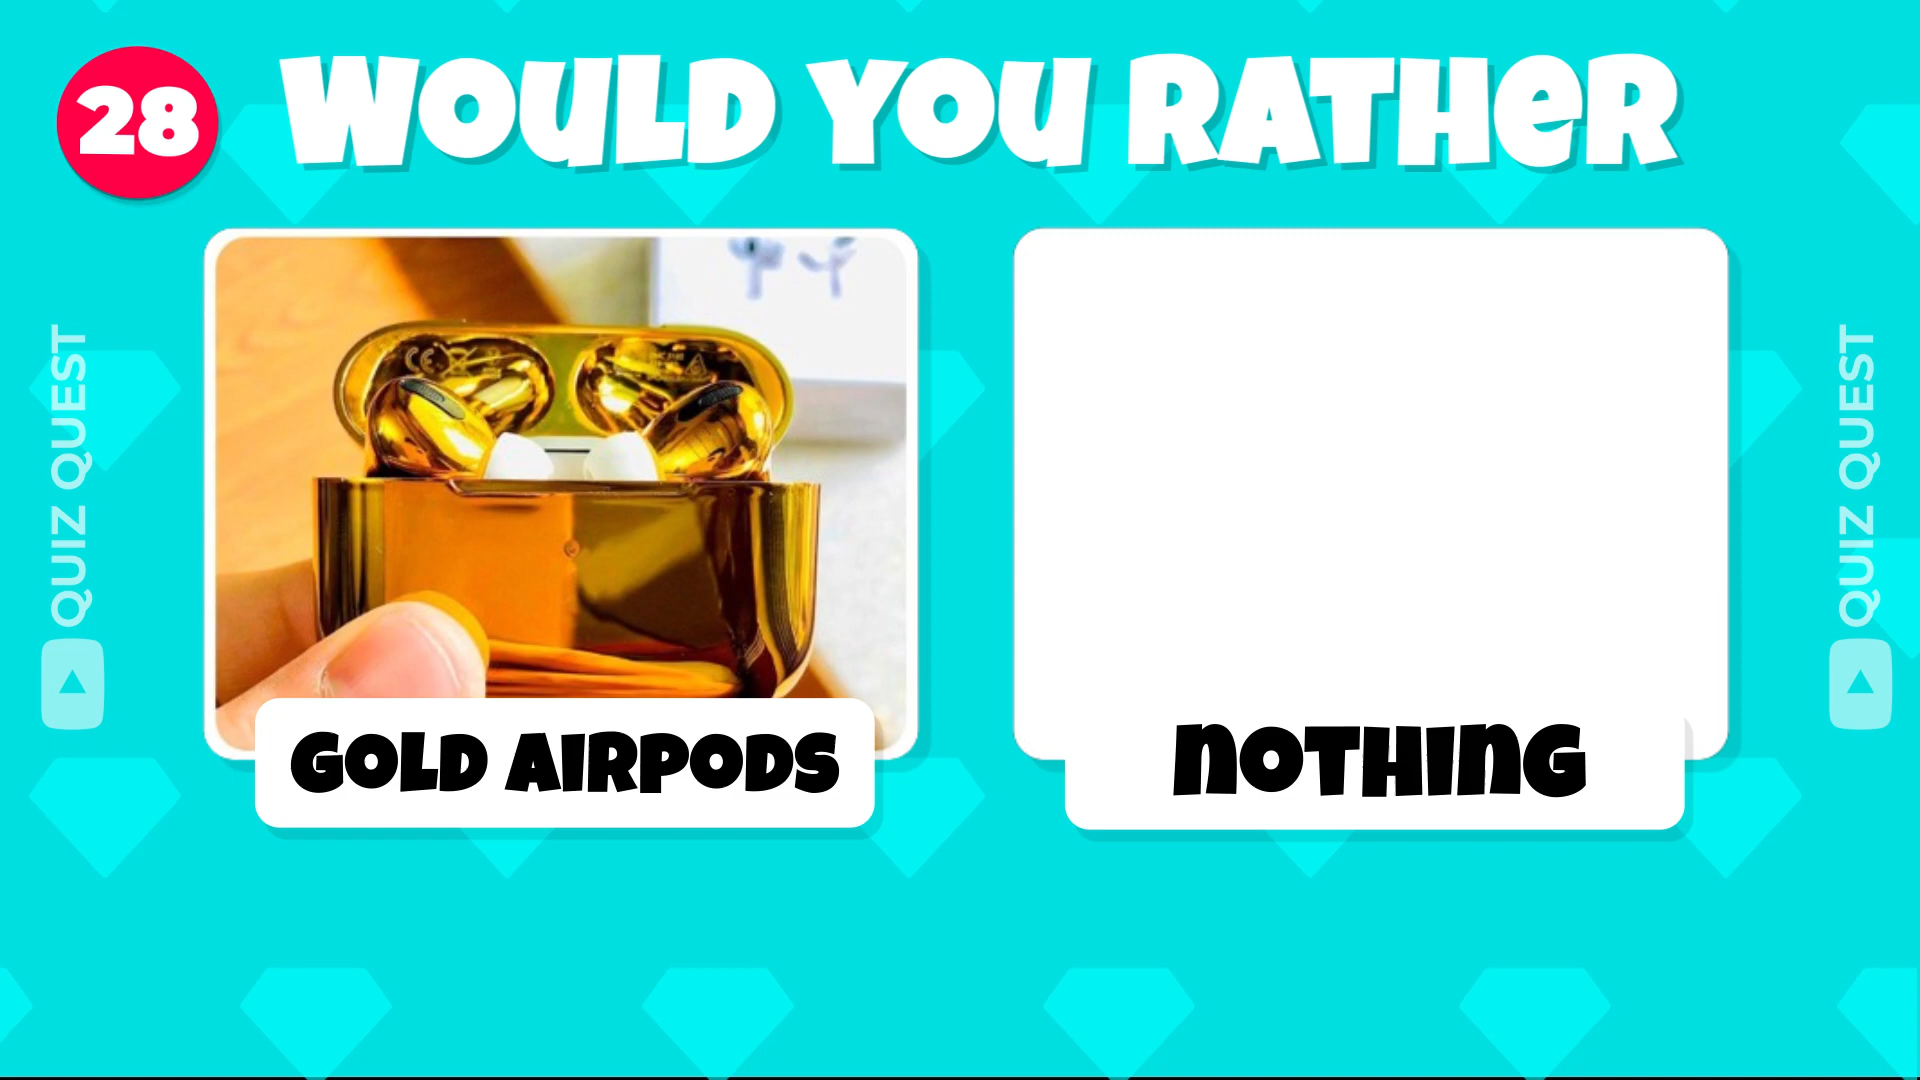 28
WOULD YOU RATHER
QUIZ QUEST
QUIZ QUEST
GOLD AIRPODS
NOTHING